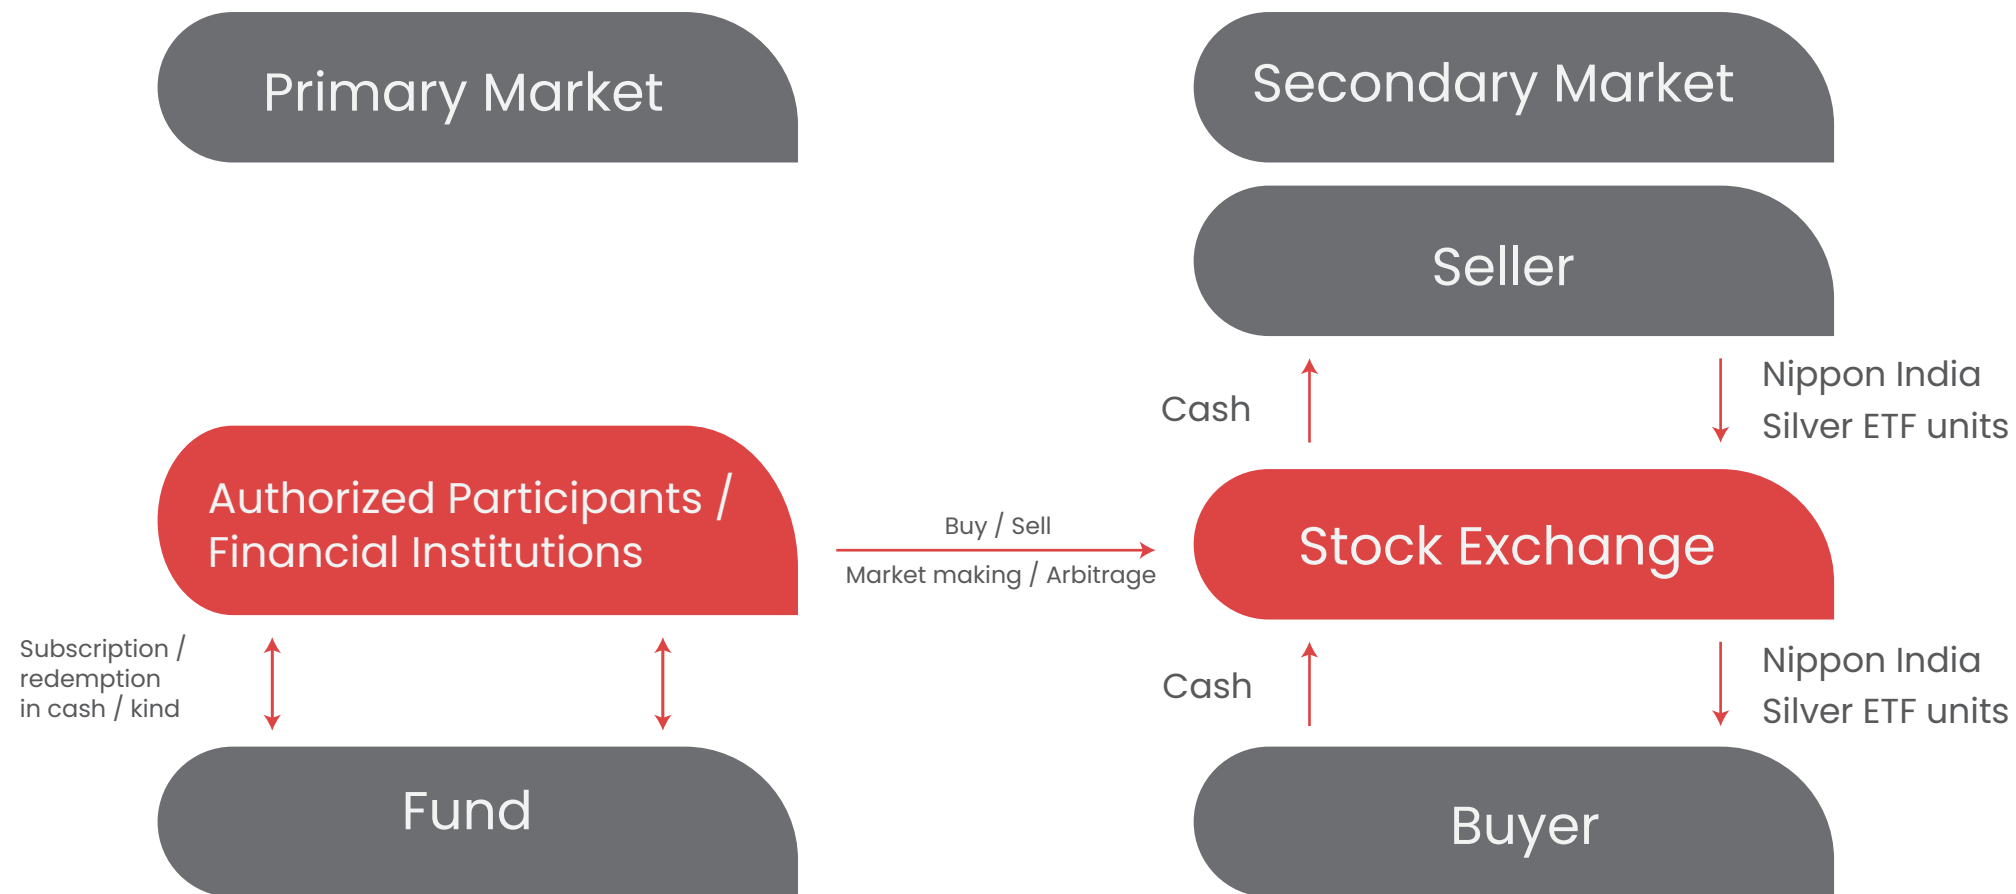 Primary Market
Secondary Market
Seller
Cash
Nippon India
Silver ETF units
Authorized Participants /
Financial Institutions
Buy / Sell
Market making / Arbitrage
Stock Exchange
Subscription /
redemption
in cash / kind
Cash
Nippon India
Silver ETF units
Fund
Buyer